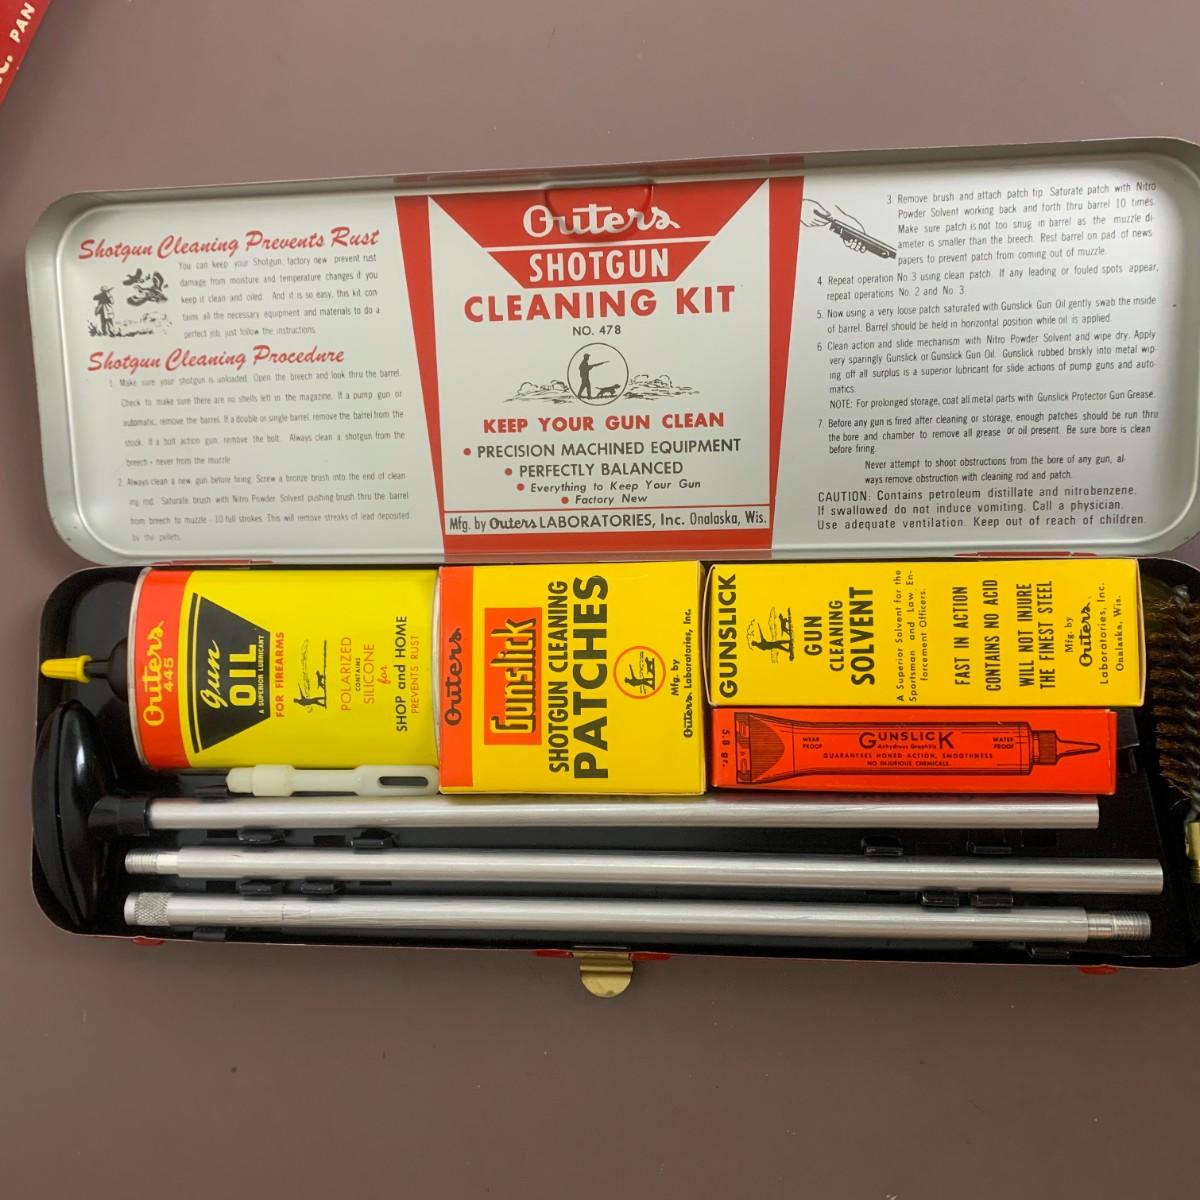 C. PAN
Shotgun Cleaning Prevents Rust
You can keep your Shotgun, factory new prevent rust
damage from moisture and temperature changes if you
keep it clean and oiled. And it is so easy, this kit con
tains all the necessary equipment and materials to do a
perfect job, just follow the instructions.
Shotgun Cleaning Procednre
1. Make sure your shotgun is unloaded. Open the breech and look thru the barrel.
Check to make sure there are no shells left in the magazine. If a pump gun or
automatic, remove the barrel. If a double or single barrel, remove the barrel from the
stock. If a bolt action gun, remove the bolt. Always clean a shotgun from the
breech - never from the muzzle
2. Always clean a new gun before firing. Screw a bronze brush into the end of clean-
ing rod. Saturate brush with Nitro Powder Solvent pushing brush thru the barrel
from breech to muzzle - 10 full strokes. This will remove streaks of lead deposited
by the pellets.
Outers
SHOTGUN
CLEANING KIT
NO. 478
KEEP YOUR GUN CLEAN
• PRECISION MACHINED EQUIPMENT
• PERFECTLY BALANCED
• Everything to Keep Your Gun
• Factory New
Mfg. by Outers LABORATORIES, Inc. Onalaska, Wis.
3 Remove brush and attach patch tip. Saturate patch with Nitro
Powder Solvent working back and forth thru barrel 10 times.
Make sure patch is not too snug in barrel as the muzzle di-
ameter is smaller than the breech. Rest barrel on pad of news
papers to prevent patch from coming out of muzzle.
4 Repeat operation No. 3 using clean patch. If any leading or fouled spots appear,
repeat operations No. 2 and No. 3.
5. Now using a very loose patch saturated with Gunslick Gun Oil gently swab the inside
of barrel. Barrel should be held in horizontal position while oil is applied.
6. Clean action and slide mechanism with Nitro Powder Solvent and wipe dry. Apply
very sparingly Gunslick or Gunslick Gun Oil. Gunslick rubbed briskly into metal wip-
ing off all surplus is a superior lubricant for slide actions of pump guns and auto-
matics.
NOTE: For prolonged storage, coat all metal parts with Gunslick Protector Gun Grease.
7. Before any gun is fired after cleaning or storage, enough patches should be run thru
the bore and chamber to remove all grease or oil present. Be sure bore is clean
before firing.
Never attempt to shoot obstructions from the bore of any gun, al-
ways remove obstruction with cleaning rod and patch.
CAUTION: Contains petroleum distillate and nitrobenzene.
If swallowed do not induce vomiting. Call a physician.
Use adequate ventilation. Keep out of reach of children.
Outers
445
Gun
OIL
A SUPERIOR LUBRICANT
FOR FIREARMS
POLARIZED
CONTAINS
SILICONE
for
SHOP and HOME
PREVENTS RUST
Outers
Gunslick
SHOTGUN CLEANING
PATCHES
Mfg. by
Outers Laboratories, Inc.
GUNSLICK
GUN
CLEANING
SOLVENT
A Superior Solvent for the
Sportsman and Law En-
forcement Officers.
FAST IN ACTION
CONTAINS NO ACID
WILL NOT INJURE
THE FINEST STEEL
Mfg. by
Outers
Laboratories, Inc.
Onalaska, Wis.
5.8 gr.
WEAR
PROOF
GUNSLICK
Anhydrous Graphite
WATER
PROOF
GUARANTEES HONED-ACTION, SMOOTHNESS
NO INJURIOUS CHEMICALS.